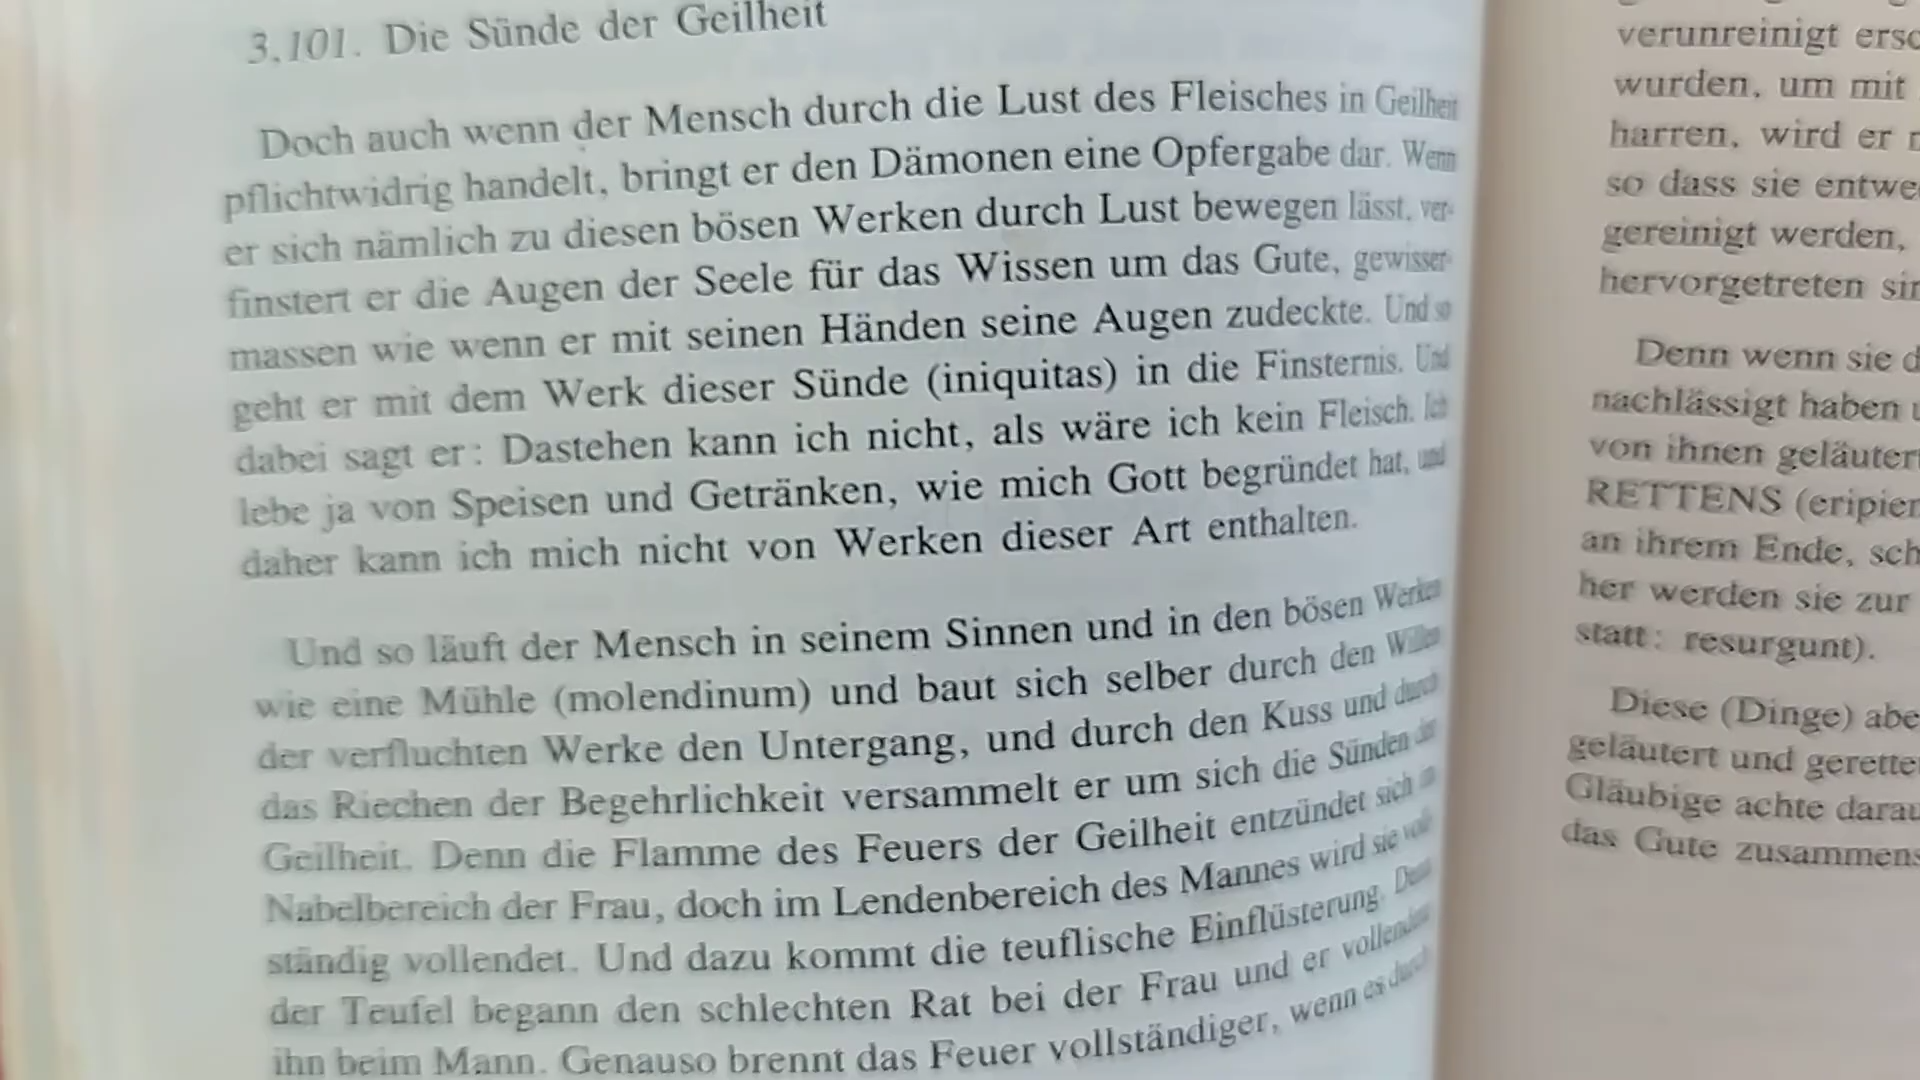 3,101. Die Sünde der Geilheit
Doch auch wenn der Mensch durch die Lust des Fleisches in Geilheit
pflichtwidrig handelt, bringt er den Dämonen eine Opfergabe dar. Wenn
er sich nämlich zu diesen bösen Werken durch Lust bewegen lässt, ver-
finstert er die Augen der Seele für das Wissen um das Gute, gewisser-
massen wie wenn er mit seinen Händen seine Augen zudeckte. Und so
geht er mit dem Werk dieser Sünde (iniquitas) in die Finsternis. Und
dabei sagt er: Dastehen kann ich nicht, als wäre ich kein Fleisch. Ich
lebe ja von Speisen und Getränken, wie mich Gott begründet hat, und
daher kann ich mich nicht von Werken dieser Art enthalten.
Und so läuft der Mensch in seinem Sinnen und in den bösen Werken
wie eine Mühle (molendinum) und baut sich selber durch den Willen
der verfluchten Werke den Untergang, und durch den Kuss und durch
das Riechen der Begehrlichkeit versammelt er um sich die Sünden der
Geilheit. Denn die Flamme des Feuers der Geilheit entzündet sich im
Nabelbereich der Frau, doch im Lendenbereich des Mannes wird sie voll-
ständig vollendet. Und dazu kommt die teuflische Einflüsterung. Denn
der Teufel begann den schlechten Rat bei der Frau und er vollendete
ihn beim Mann. Genauso brennt das Feuer vollständiger, wenn es durch
verunreinigt
wurden, um mit
harren, wird er
so dass sie
gereinigt werden,
hervorgetreten
Denn wenn sie
nachlässigt haben
von ihnen
RETTENS
an ihrem Ende,
her werden sie zur
statt: resurgunt).
Diese (Dinge)
geläutert und
Gläubige achte
das Gute